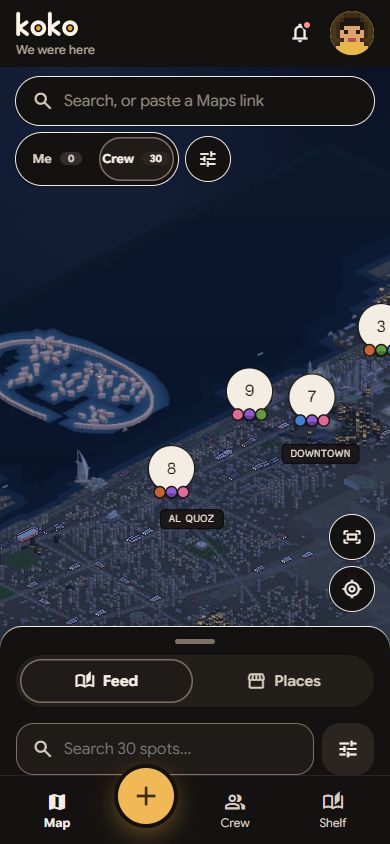 koko
We were here
Search, or paste a Maps link
Me 0 Crew 30
3
9
7
DOWNTOWN
8
AL QUOZ
Feed Places
Search 30 spots...
Map Crew Shelf